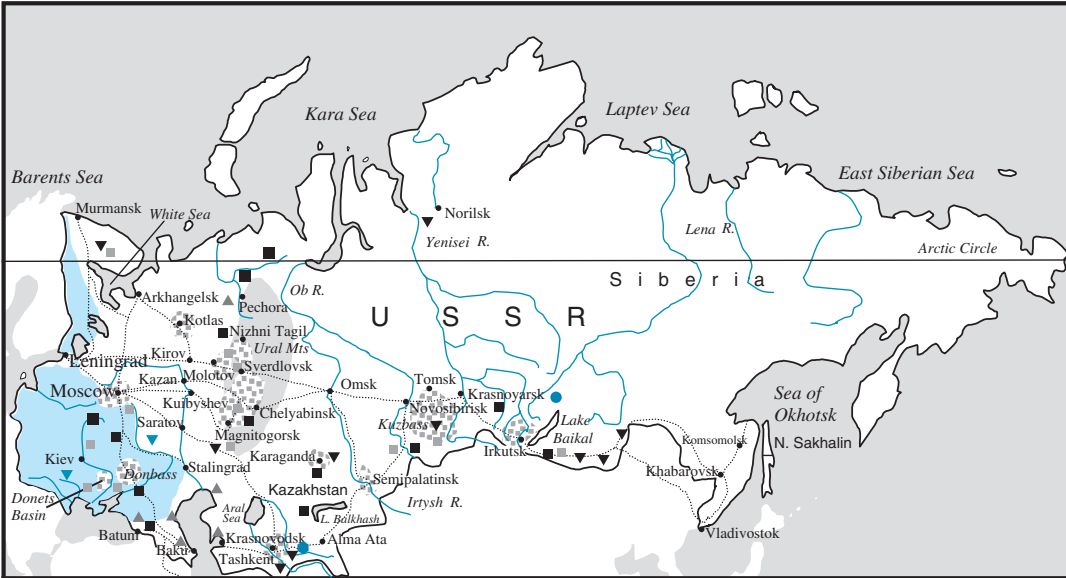 Kara Sea
Laptev Sea
Barents Sea
East Siberian Sea
Murmansk
White Sea
Norilsk
Yenisei R.
Lena R.
Arctic Circle
Siberia
Ob R.
Arkhangelsk
Pechora
USSR
Kotlas
Nizhni Tagil
Ural Mts
Leningrad
Kirov
Molotov
Sverdlovsk
Kazan
Omsk
Tomsk
Krasnoyarsk
Sea of
Okhotsk
Moscow
Kuibyshev
Chelyabinsk
Novosibirisk
Saratov
Magnitogorsk
Kuzbass
Lake
Baikal
Komsomolsk
N. Sakhalin
Kiev
Stalingrad
Karaganda
Irkutsk
Khabarovsk
Donbass
Semipalatinsk
Kazakhstan
Donets
Basin
Irtysh R.
Aral
Sea
L. Balkhash
Batum
Baku
Krasnovodsk
Alma Ata
Vladivostok
Tashkent